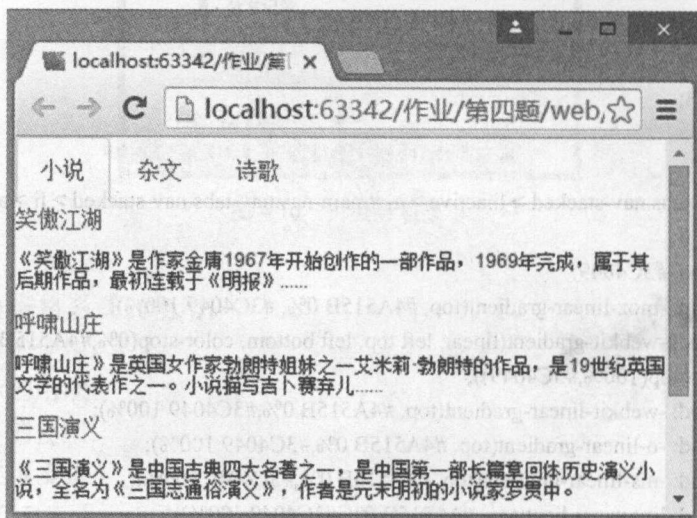 localhost:63342/作业/第
localhost:63342/作业/第四题/web,
小说 杂文 诗歌
笑傲江湖
《笑傲江湖》是作家金庸1967年开始创作的一部作品，1969年完成，属于其
后期作品，最初连载于《明报》……
呼啸山庄
呼啸山庄》是英国女作家勃朗特姐妹之一艾米莉·勃朗特的作品，是19世纪英国
文学的代表作之一。小说描写吉卜赛弃儿……
三国演义
《三国演义》是中国古典四大名著之一，是中国第一部长篇章回体历史演义小
说，全名为《三国志通俗演义》，作者是元末明初的小说家罗贯中。